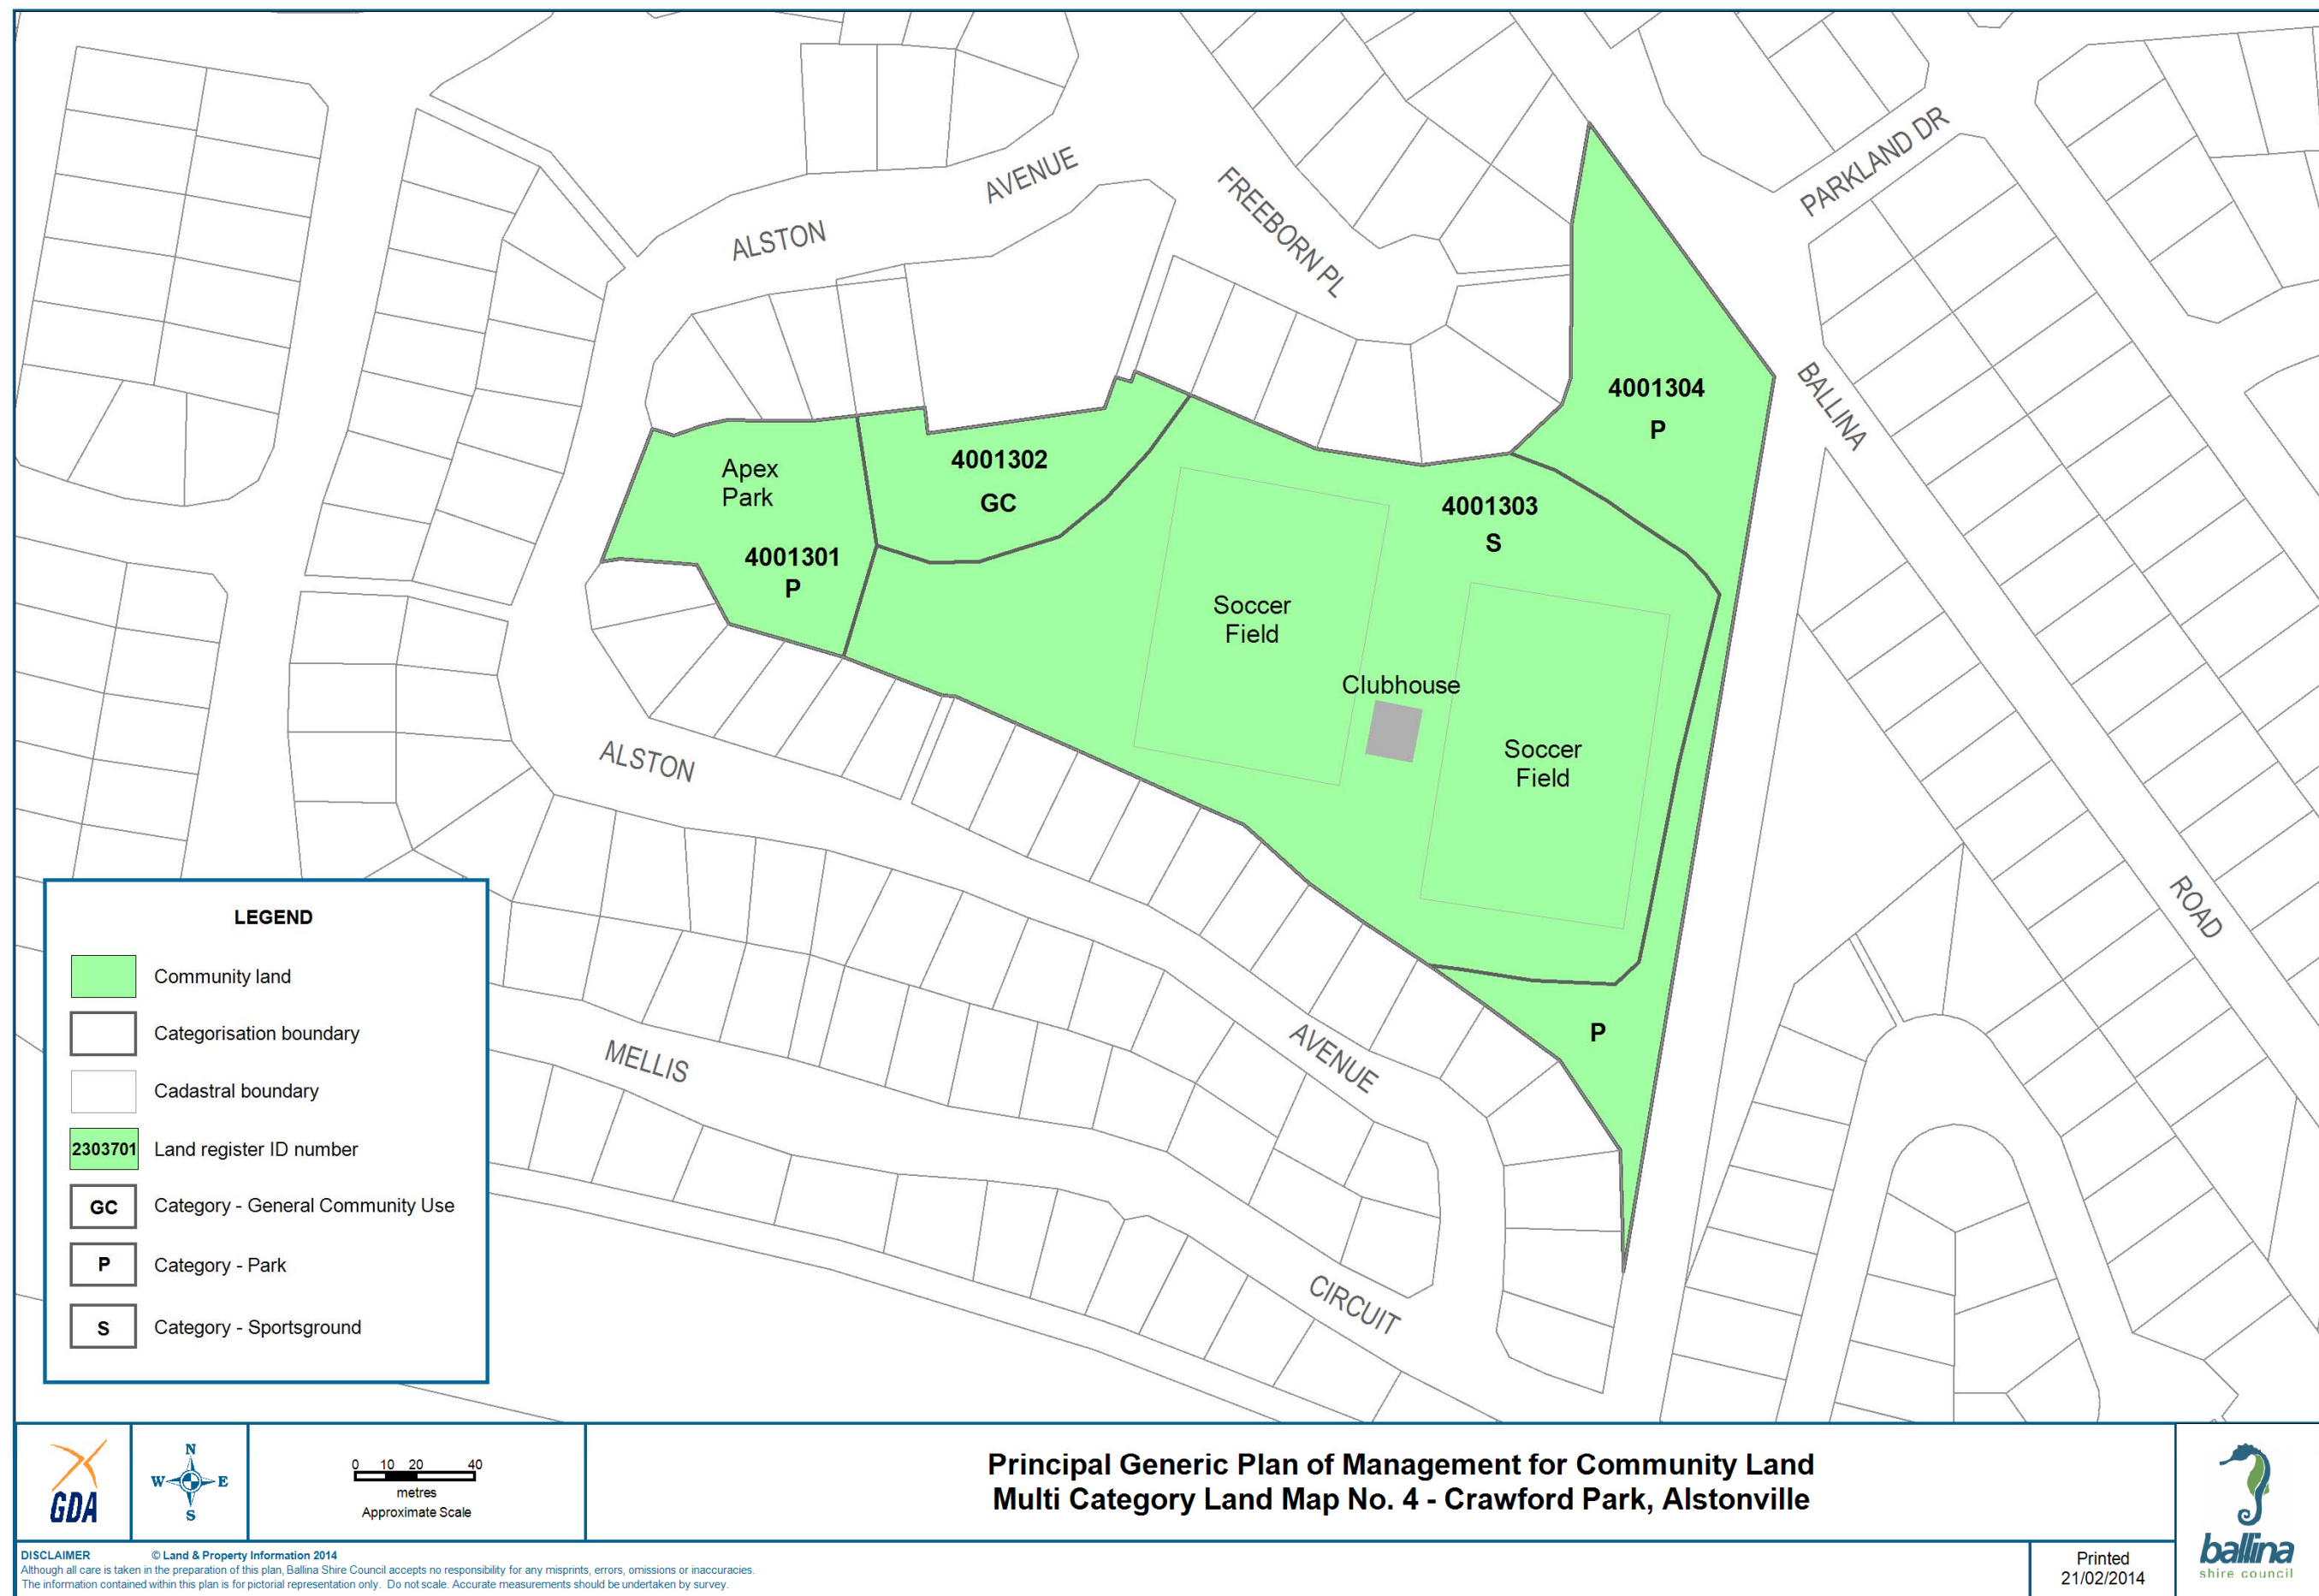 PARKLAND DR
AVENUE
ALSTON
FREEBORN PL
4001304
P
BALLINA
Apex
Park
4001302
GC
4001301
P
4001303
S
Soccer
Field
Clubhouse
Soccer
Field
ALSTON
ROAD
MELLIS
AVENUE
P
CIRCUIT
LEGEND
Community land
Categorisation boundary
Cadastral boundary
2303701 Land register ID number
GC Category - General Community Use
P Category - Park
S Category - Sportsground
GDA
N
W E
S
0 10 20 40
metres
Approximate Scale
Principal Generic Plan of Management for Community Land
Multi Category Land Map No. 4 - Crawford Park, Alstonville
ballina
shire council
DISCLAIMER © Land & Property Information 2014
Although all care is taken in the preparation of this plan, Ballina Shire Council accepts no responsibility for any misprints, errors, omissions or inaccuracies.
The information contained within this plan is for pictorial representation only. Do not scale. Accurate measurements should be undertaken by survey.
Printed
21/02/2014